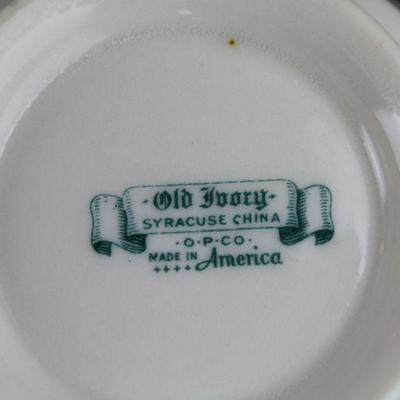 ·Old Ivory·
SYRACUSE CHINA
·O·P·CO·
MADE IN America
++++